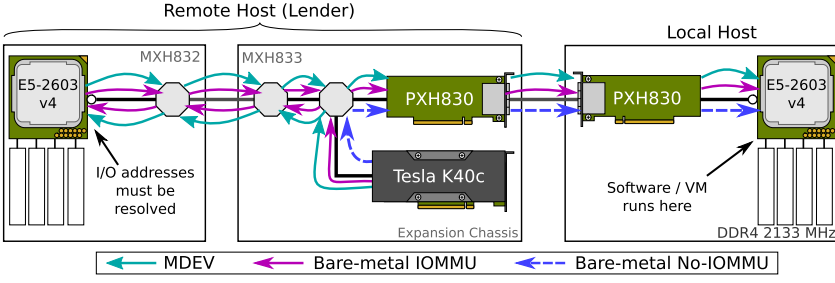 Remote Host (Lender)
Local Host
MXH832
MXH833
E5-2603
v4
PXH830
PXH830
E5-2603
v4
I/O addresses
must be
resolved
Tesla K40c
Software / VM
runs here
Expansion Chassis
DDR4 2133 MHz
MDEV
Bare-metal IOMMU
Bare-metal No-IOMMU